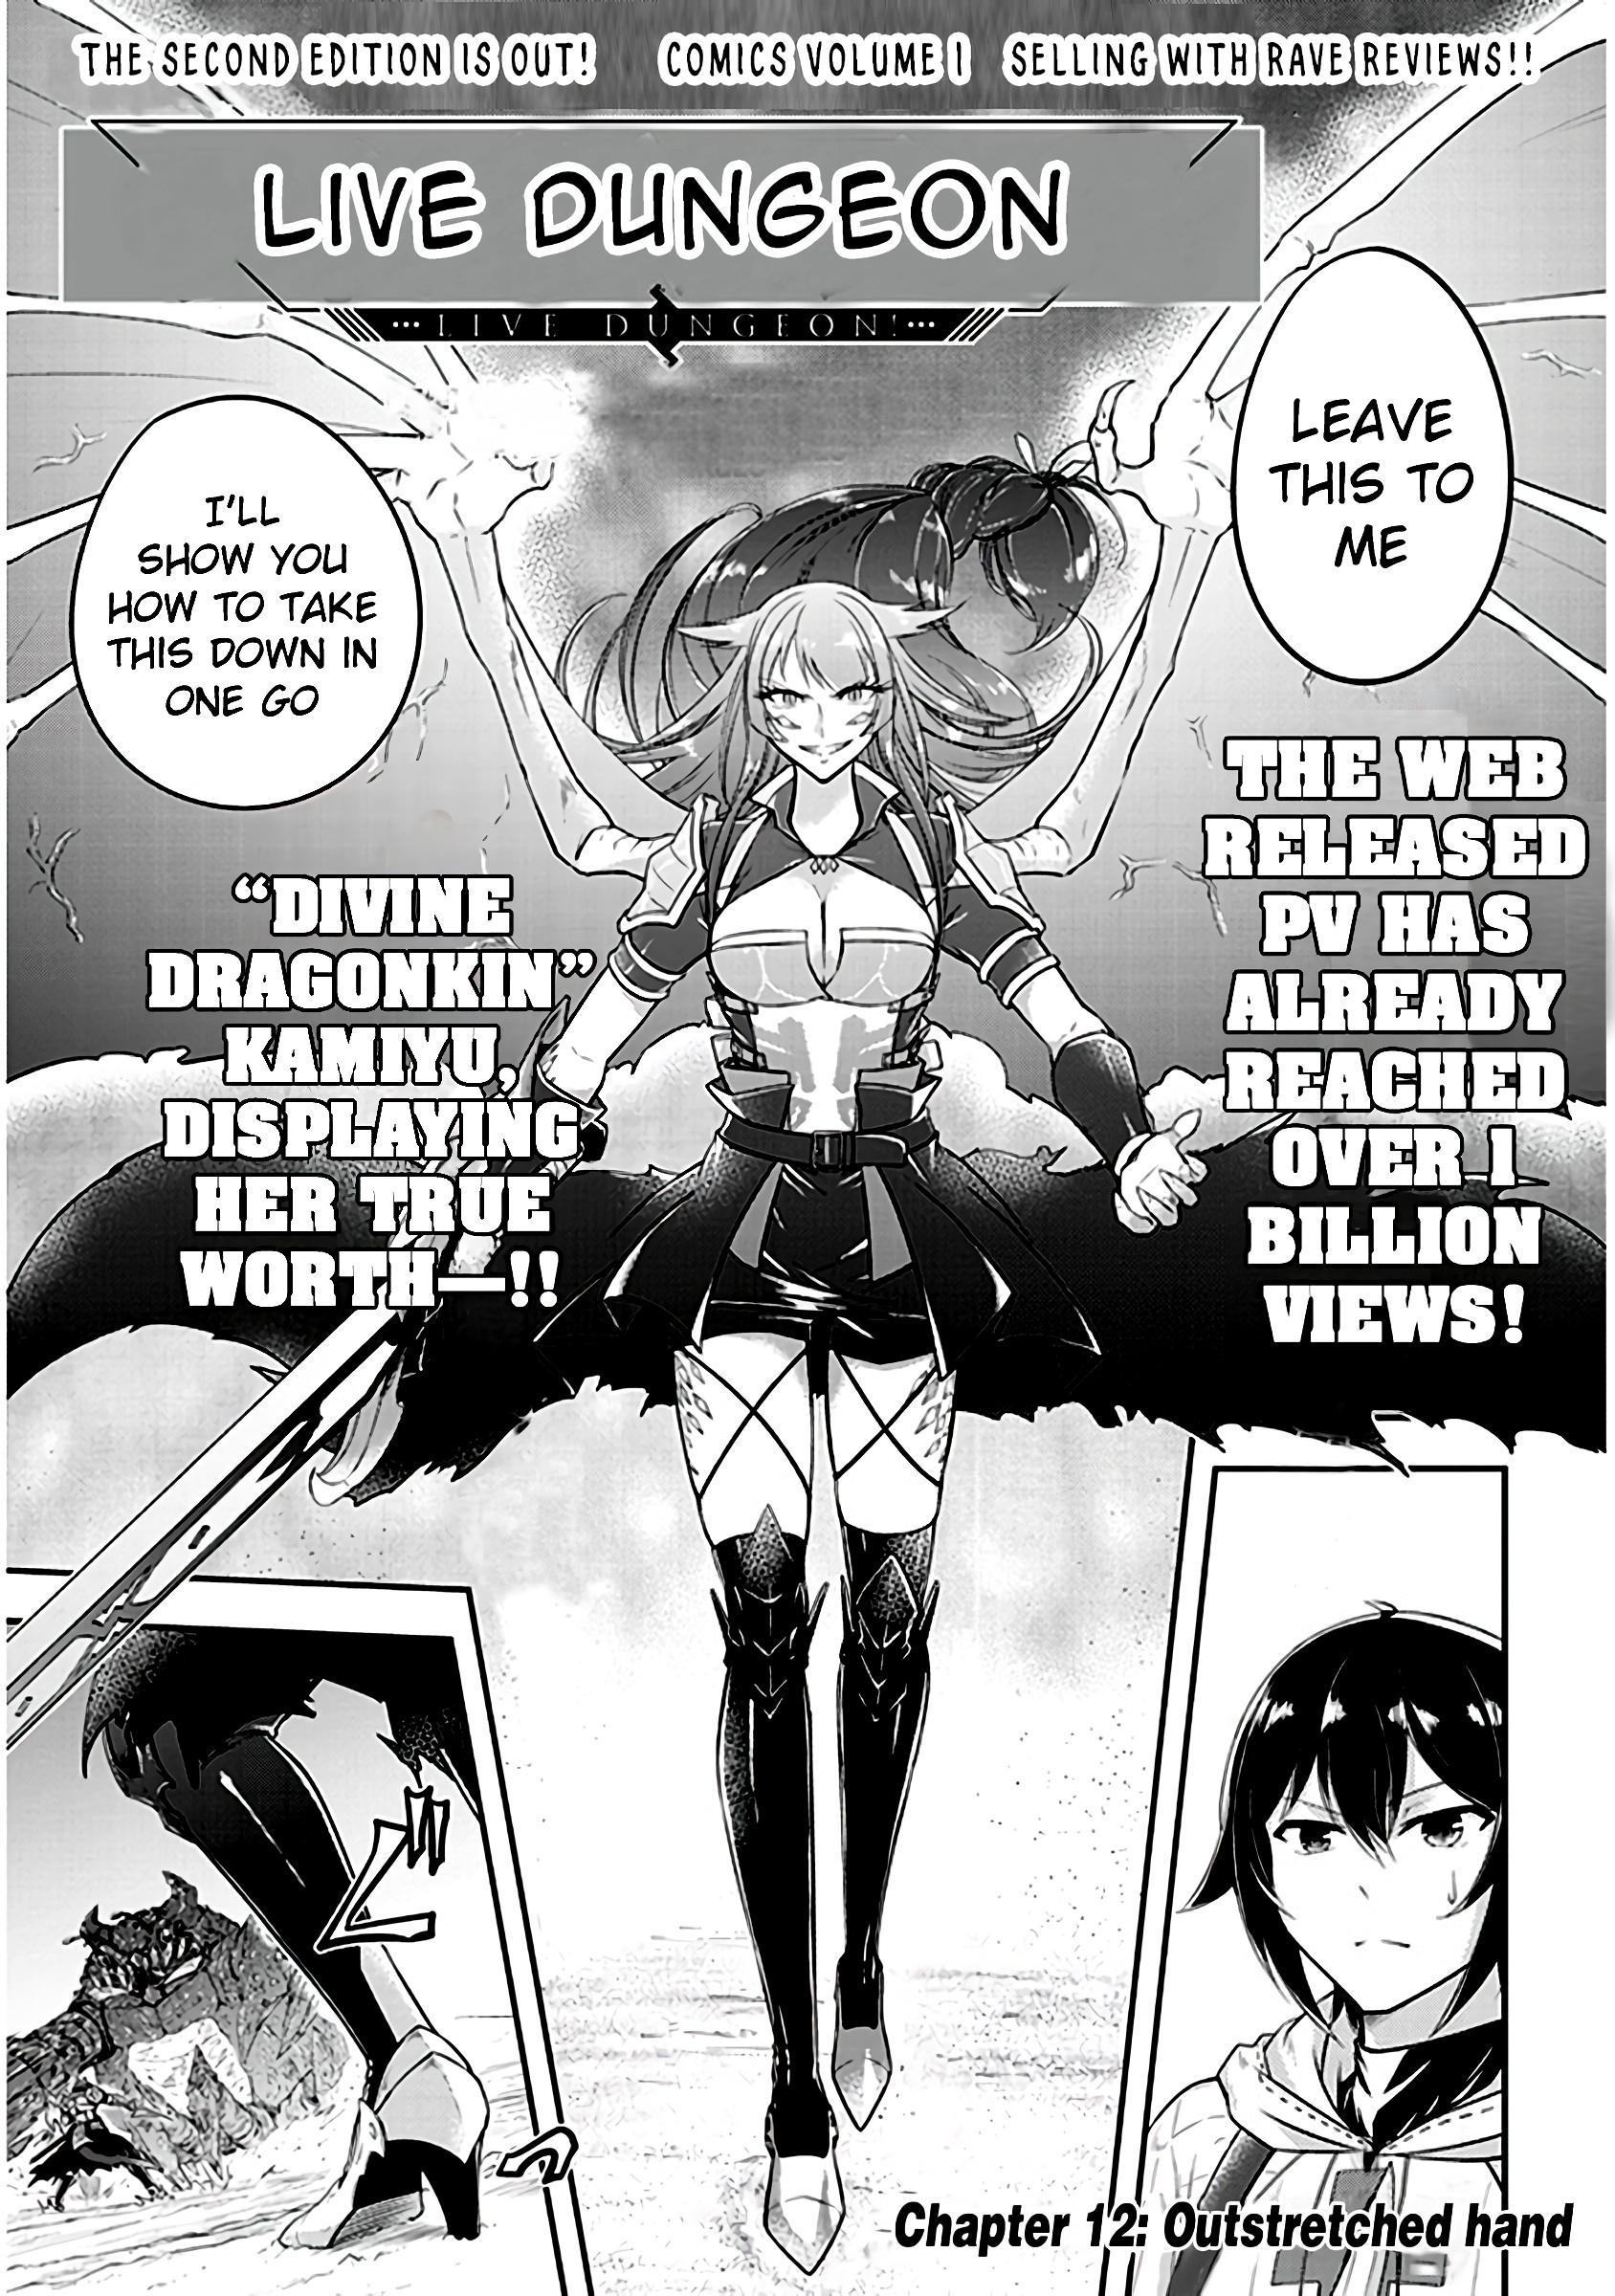 THE SECOND EDITION IS OUT! COMICS VOLUME 1 SELLING WITH RAVE REVIEWS!!
LIVE DUNGEON
...LIVE DUNGEON!...
LEAVE
THIS TO
ME
I'LL
SHOW YOU
HOW TO TAKE
THIS DOWN IN
ONE GO
THE WEB
RELEASED
PV HAS
ALREADY
REACHED
OVER 1
BILLION
VIEWS!
“DIVINE
DRAGONKIN”
KAMIYU,
DISPLAYING
HER TRUE
WORTH—!!
Chapter 12: Outstretched hand